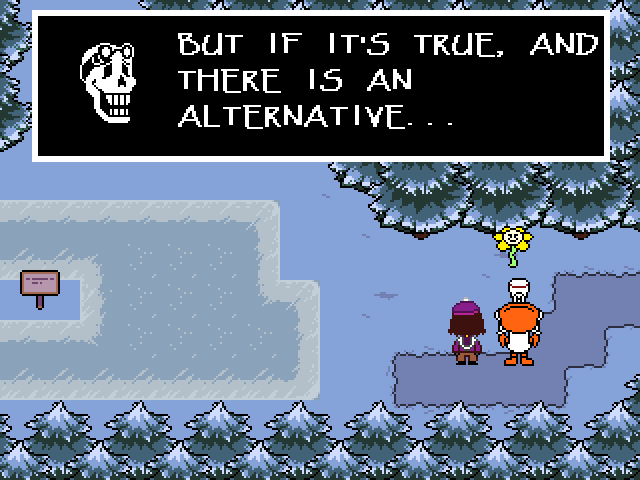 BUT IF IT'S TRUE, AND
THERE IS AN
ALTERNATIVE...